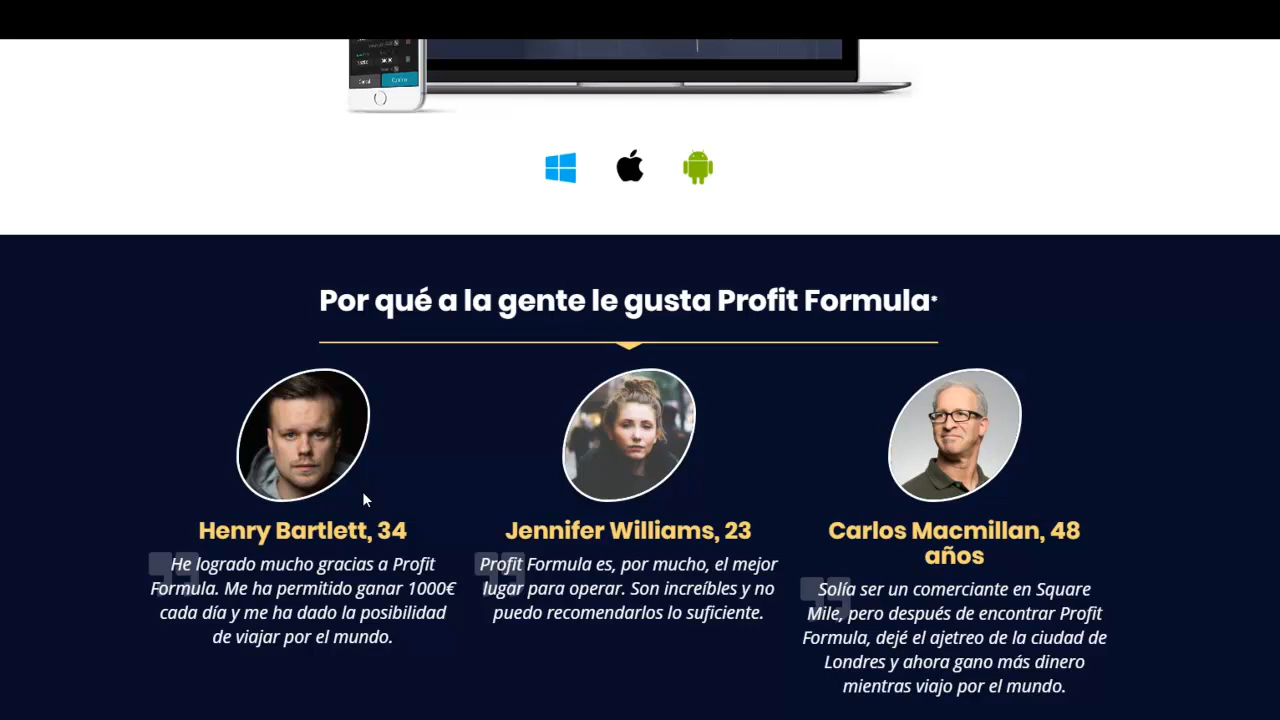 Por qué a la gente le gusta Profit Formula*
Henry Bartlett, 34
He logrado mucho gracias a Profit
Formula. Me ha permitido ganar 1000€
cada día y me ha dado la posibilidad
de viajar por el mundo.
Jennifer Williams, 23
Profit Formula es, por mucho, el mejor
lugar para operar. Son increíbles y no
puedo recomendarlos lo suficiente.
Carlos Macmillan, 48
años
Solía ser un comerciante en Square
Mile, pero después de encontrar Profit
Formula, dejé el ajetreo de la ciudad de
Londres y ahora gano más dinero
mientras viajo por el mundo.